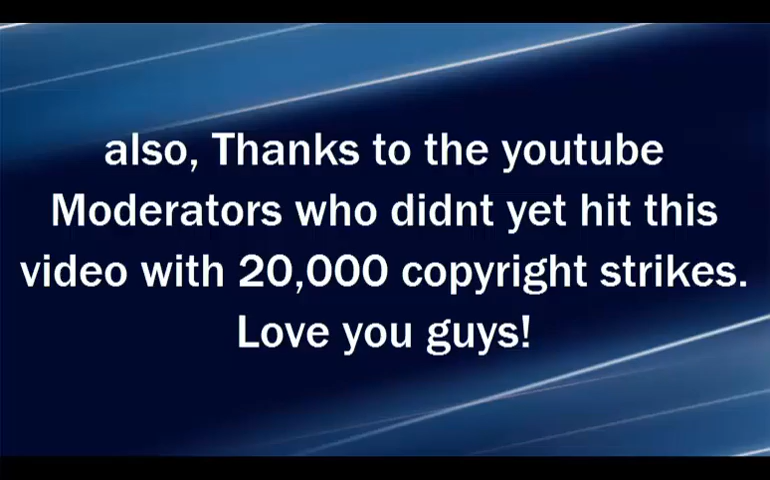 also, Thanks to the youtube
Moderators who didnt yet hit this
video with 20,000 copyright strikes.
Love you guys!